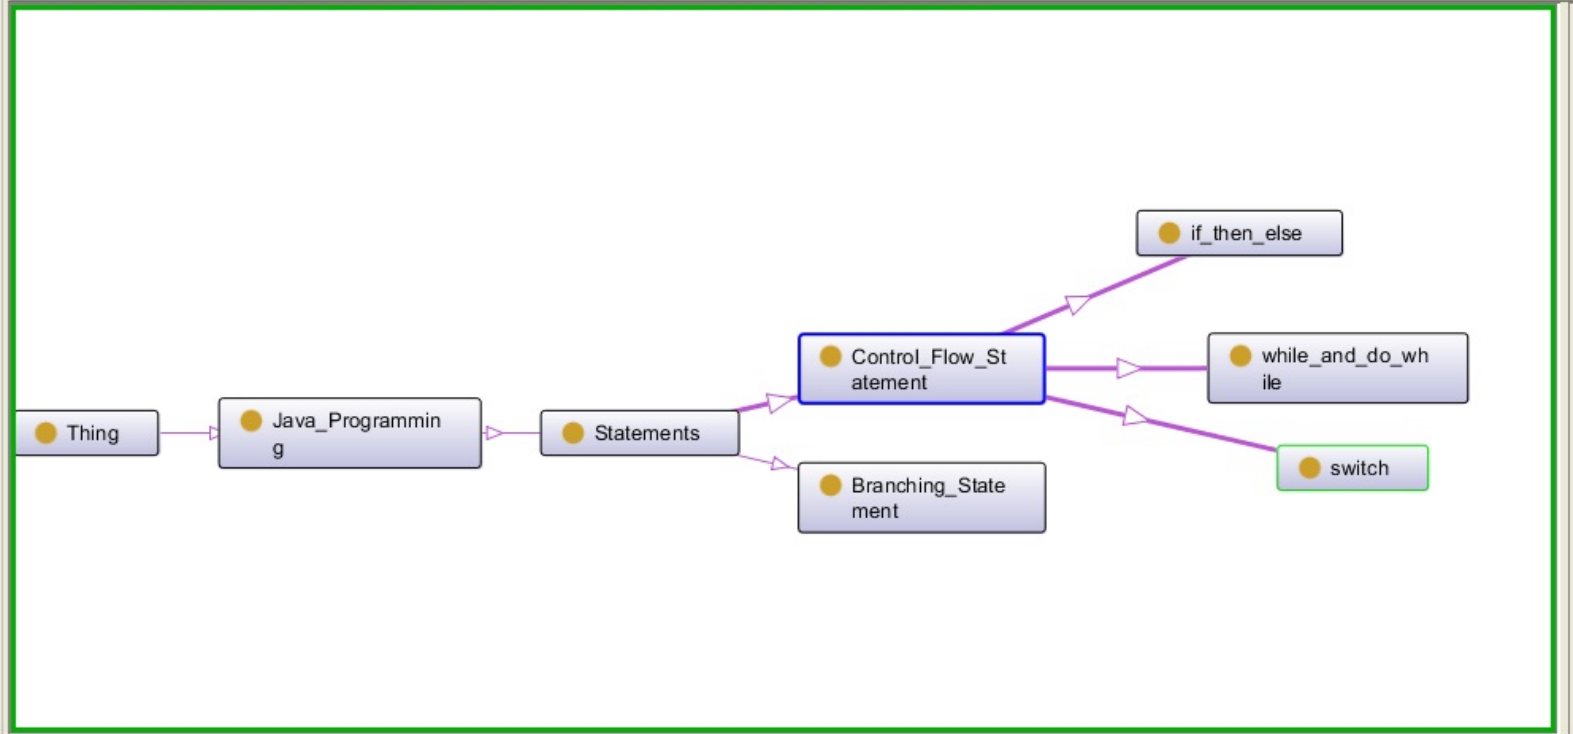 if_then_else
Control_Flow_St
atement
while_and_do_wh
ile
Thing
Java_Programmin
g
Statements
switch
Branching_State
ment